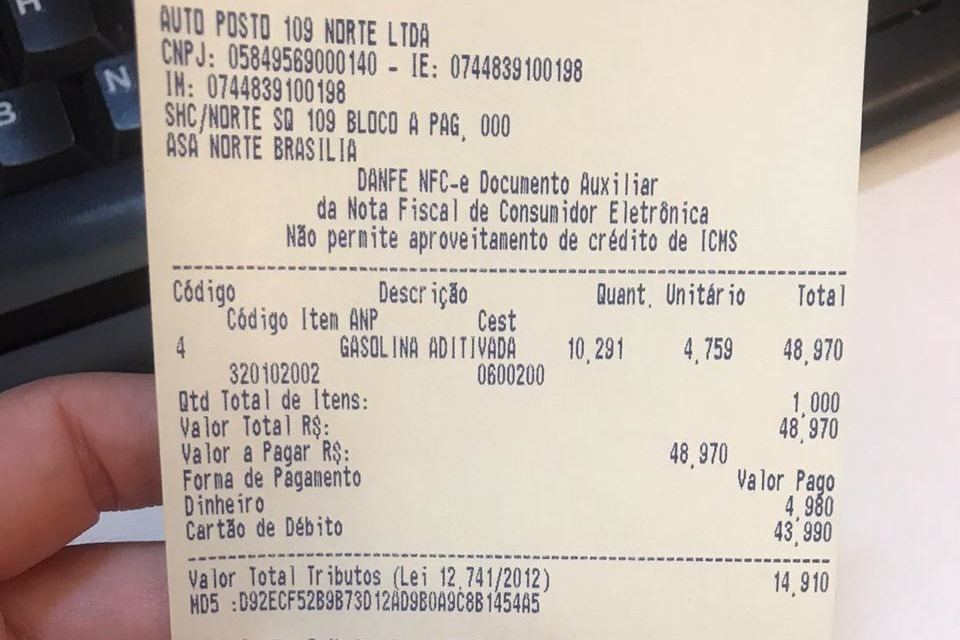 AUTO POSTO 109 NORTE LTDA
CNPJ: 05849569000140 - IE: 0744839100198
IM: 0744839100198
SHC/NORTE SQ 109 BLOCO A PAG, 000
ASA NORTE BRASILIA
DANFE NFC-e Documento Auxiliar
da Nota Fiscal de Consumidor Eletrônica
Não permite aproveitamento de crédito de ICMS
Código Descrição Quant. Unitário Total
Código Item ANP Cest
4 GASOLINA ADITIVADA 10,291 4,759 48,970
320102002 0600200
Qtd Total de Itens: 1,000
Valor Total R$: 48,970
Valor a Pagar R$: 48,970
Forma de Pagamento Valor Pago
Dinheiro 4,980
Cartão de Débito 43,990
Valor Total Tributos (Lei 12.741/2012) 14,910
MD5 :D92ECF52B9B73D12AD9B0A9C8B1454A5
H
B
N